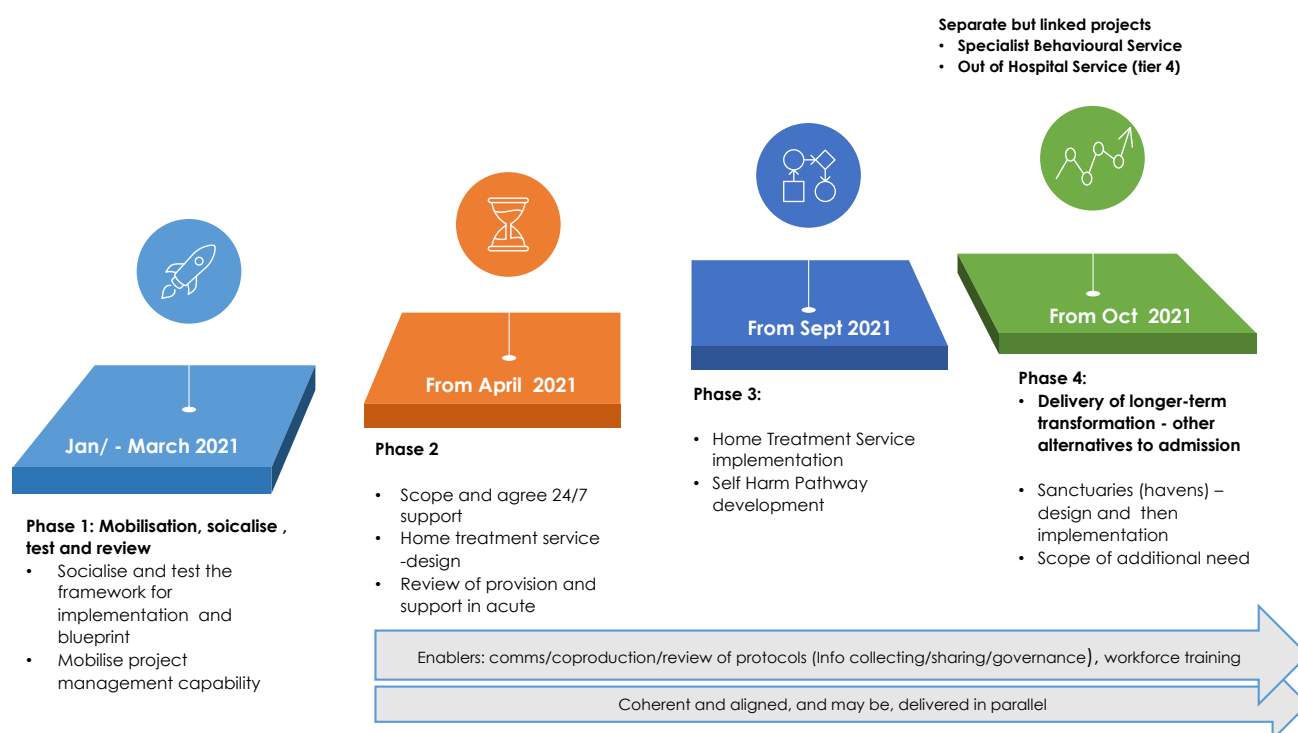 Separate but linked projects
• Specialist Behavioural Service
• Out of Hospital Service (tier 4)
Jan/ - March 2021
From April  2021
From Sept 2021
From Oct  2021
Phase 1: Mobilisation, soicalise ,
test and review
• Socialise and test the
framework for
implementation  and
blueprint
• Mobilise project
management capability
Phase 2
• Scope and agree 24/7
support
• Home treatment service
-design
• Review of provision and
support in acute
Phase 3:
• Home Treatment Service
implementation
• Self Harm Pathway
development
Phase 4:
• Delivery of longer-term
transformation - other
alternatives to admission
• Sanctuaries (havens) –
design and  then
implementation
• Scope of additional need
Enablers: comms/coproduction/review of protocols (Info collecting/sharing/governance), workforce training
Coherent and aligned, and may be, delivered in parallel